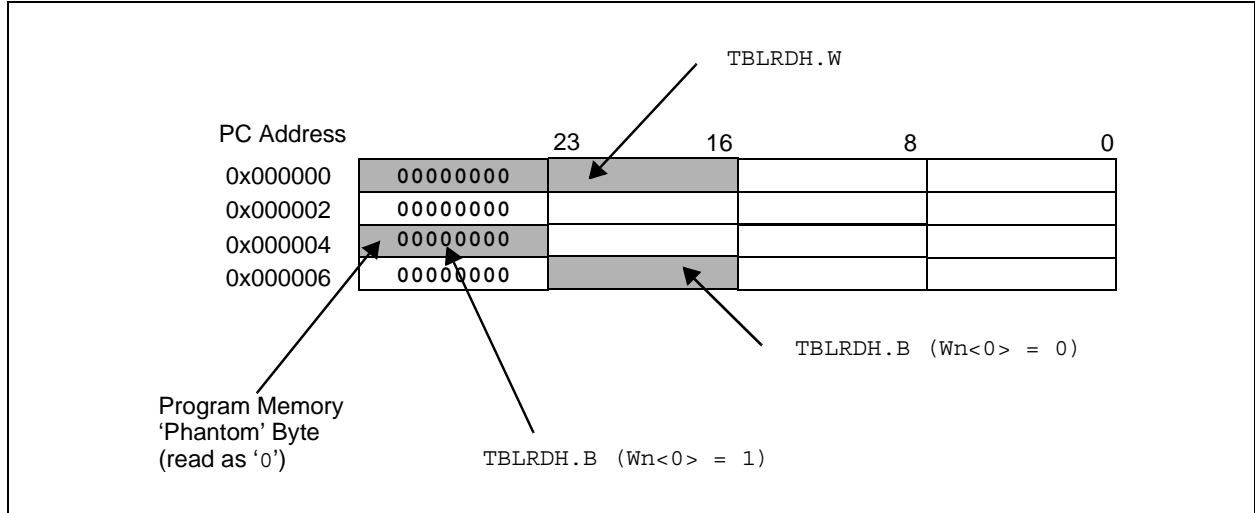 TBLRDH.W
PC Address
23 16 8 0
0x000000 00000000
0x000002 00000000
0x000004 00000000
0x000006 00000000
TBLRDH.B (Wn<0> = 0)
Program Memory
‘Phantom’ Byte
(read as ‘0’)
TBLRDH.B (Wn<0> = 1)